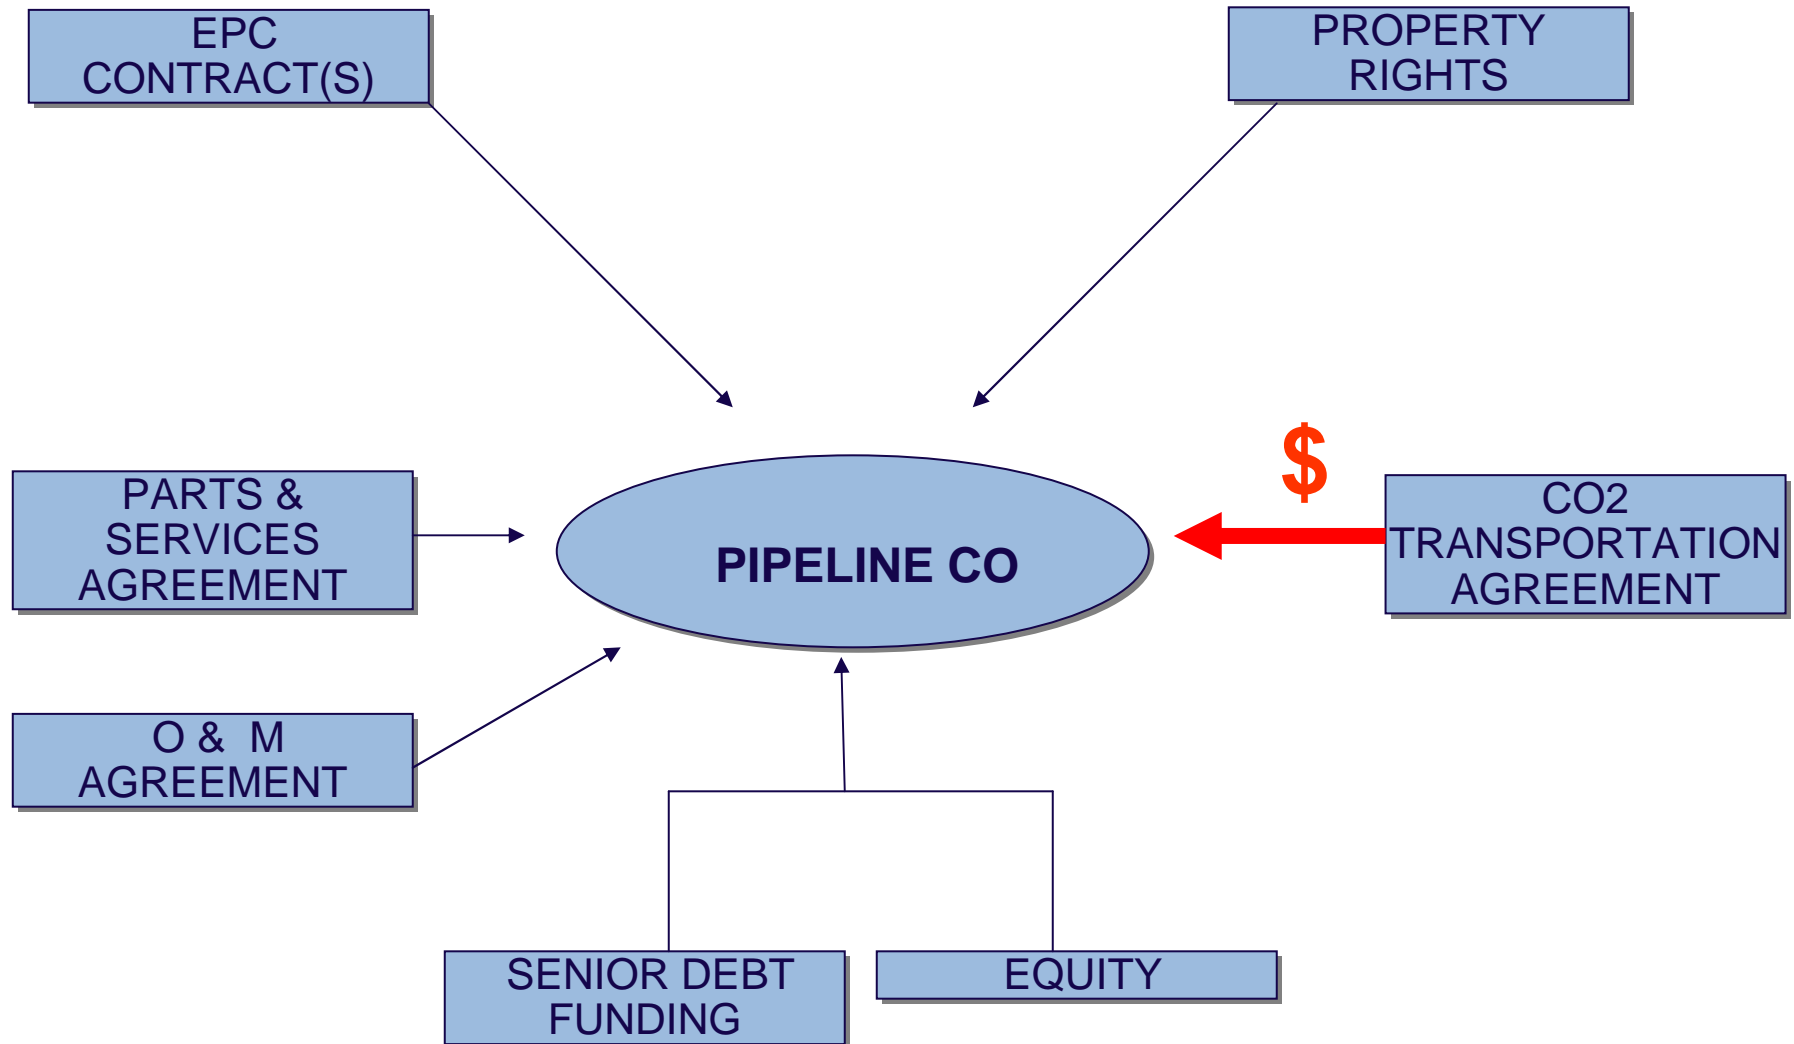 EPC
CONTRACT(S)
PROPERTY
RIGHTS
$
PARTS &
SERVICES
AGREEMENT
PIPELINE CO
CO2
TRANSPORTATION
AGREEMENT
O &  M
AGREEMENT
SENIOR DEBT
FUNDING
EQUITY